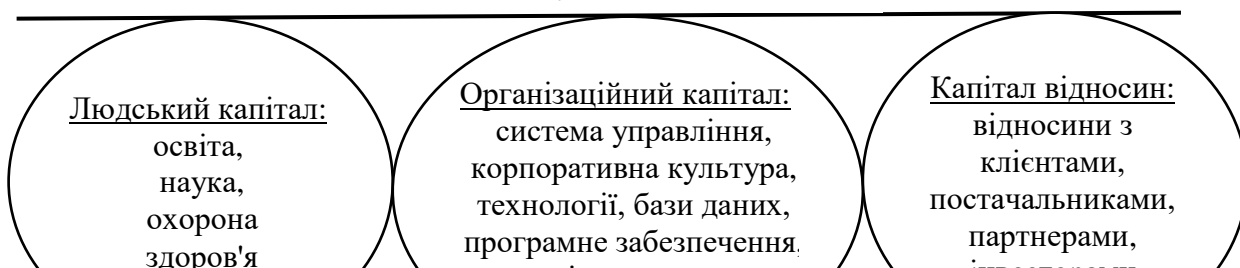 Людський капітал:
освіта,
наука,
охорона
здоров'я
Організаційний капітал:
система управління,
корпоративна культура,
технології, бази даних,
програмне забезпечення,
Капітал відносин:
відносини з
клієнтами,
постачальниками,
партнерами,